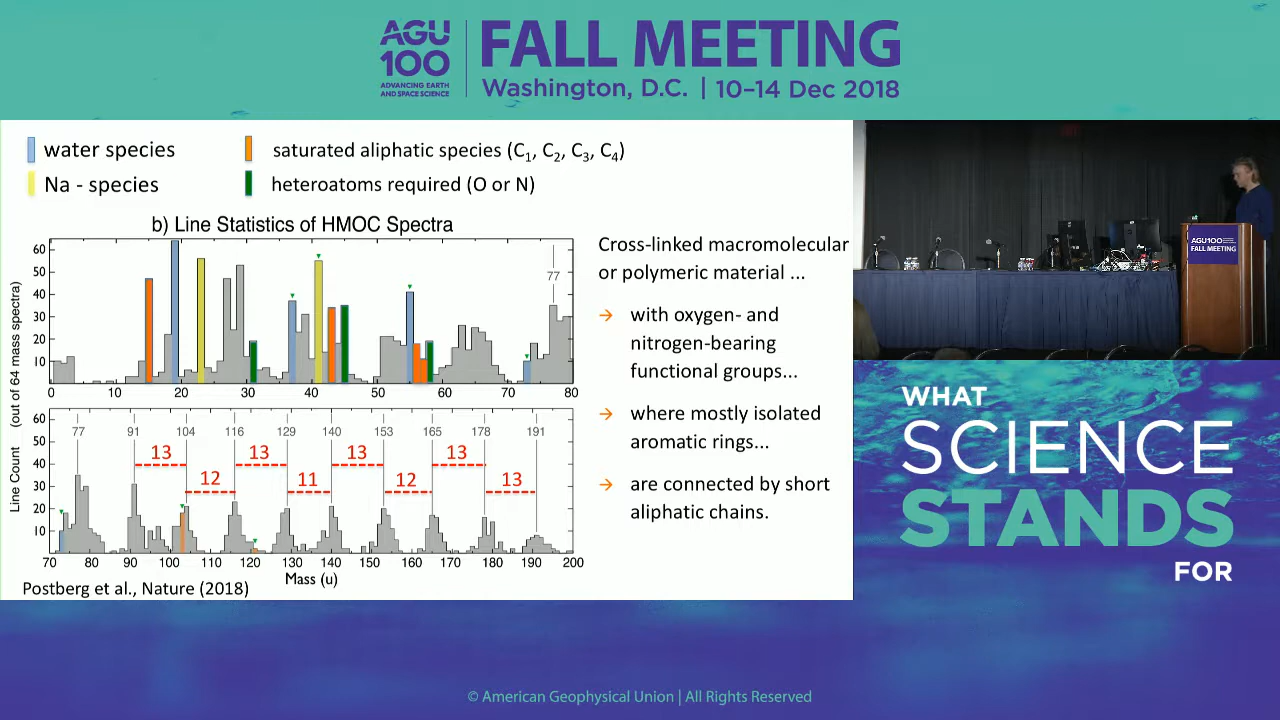 AGU
100
ADVANCING EARTH
AND SPACE SCIENCE
FALL MEETING
Washington, D.C. | 10–14 Dec 2018
water species
saturated aliphatic species (C1, C2, C3, C4)
Na - species
heteroatoms required (O or N)
b) Line Statistics of HMOC Spectra
Line Count (out of 64 mass spectra)
60
50
40
30
20
10
77
0 10 20 30 40 50 60 70 80
60
50
40
30
20
10
77 91 104 116 129 140 153 165 178 191
13 13 13 13
12 11 12 13
70 80 90 100 110 120 130 140 150 160 170 180 190 200
Mass (u)
Postberg et al., Nature (2018)
Cross-linked macromolecular
or polymeric material ...
→ with oxygen- and
nitrogen-bearing
functional groups...
→ where mostly isolated
aromatic rings...
→ are connected by short
aliphatic chains.
AGU100
FALL MEETING
WHAT
SCIENCE
STANDS
FOR
© American Geophysical Union | All Rights Reserved